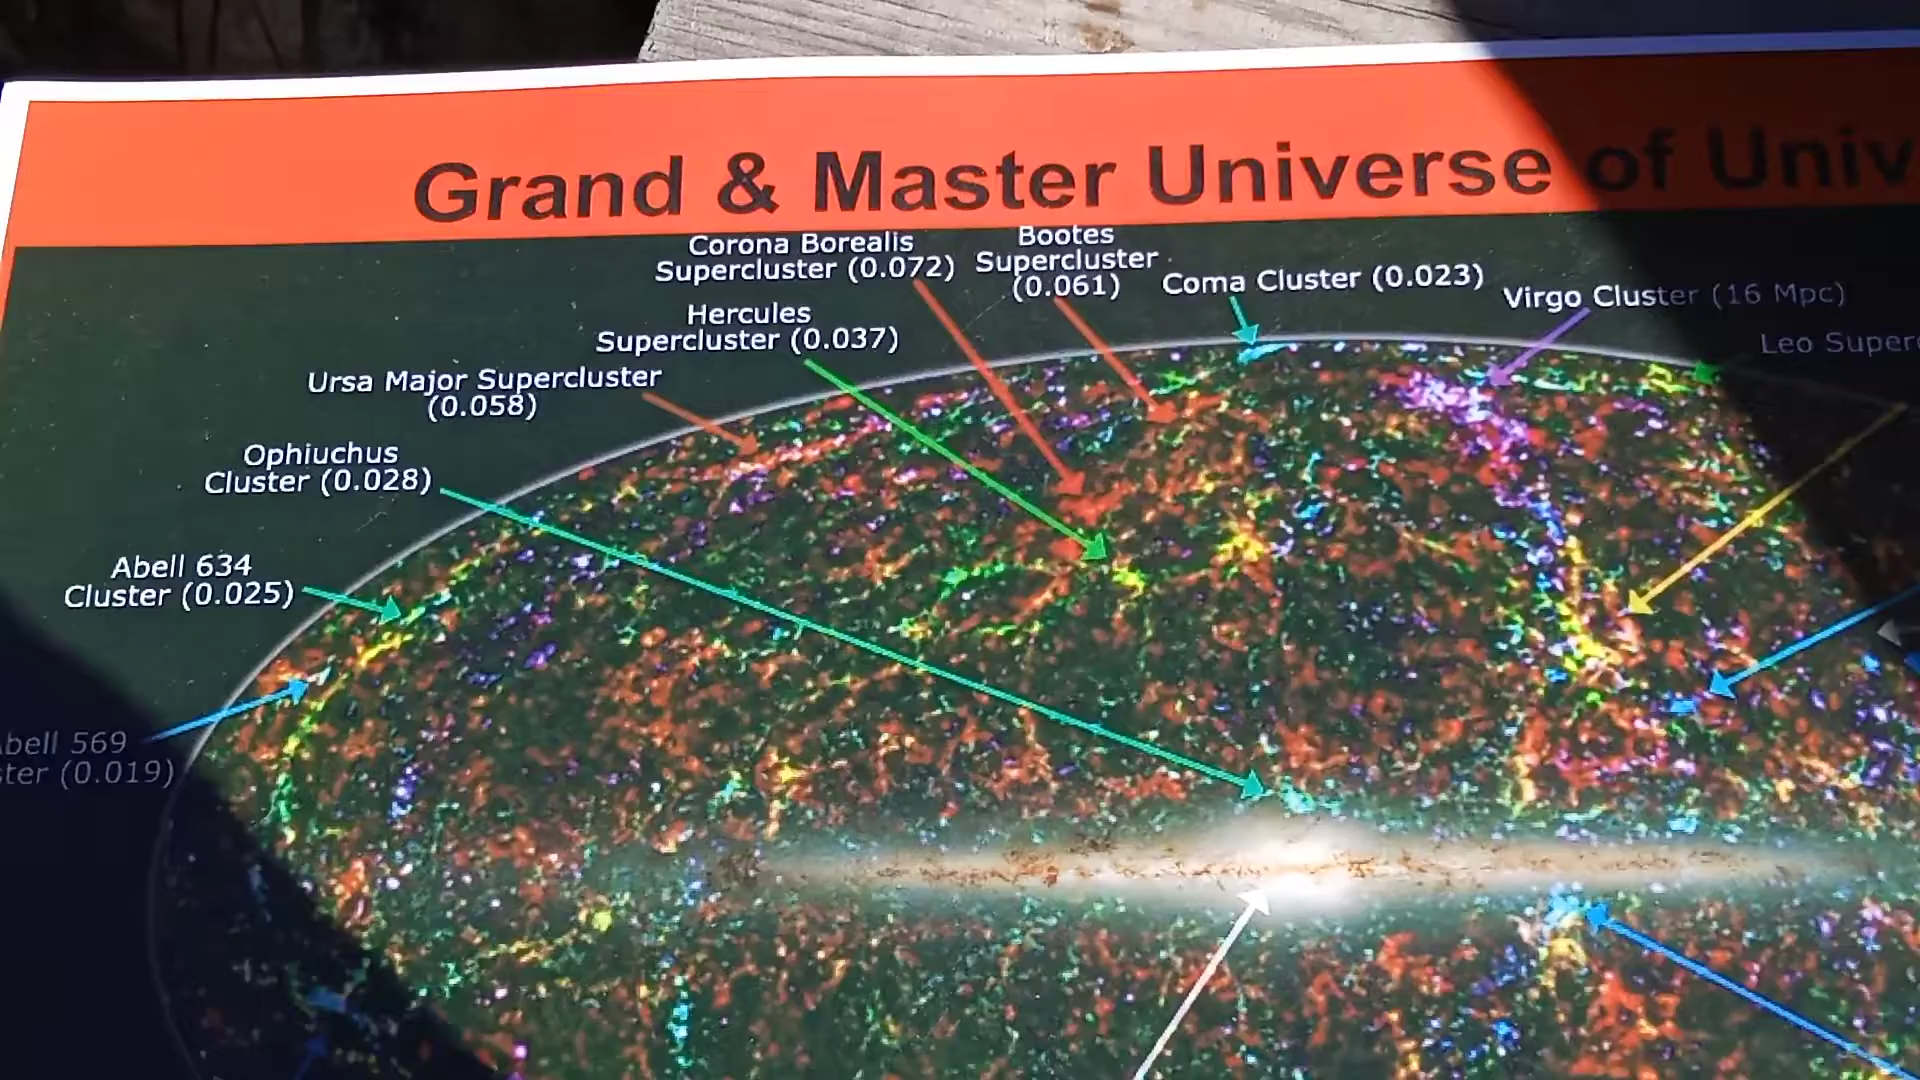 Grand & Master Universe of Univ
Corona Borealis
Supercluster (0.072)
Bootes
Supercluster
(0.061)
Coma Cluster (0.023)
Virgo Cluster (16 Mpc)
Leo Superc
Hercules
Supercluster (0.037)
Ursa Major Supercluster
(0.058)
Ophiuchus
Cluster (0.028)
Abell 634
Cluster (0.025)
bell 569
ster (0.019)